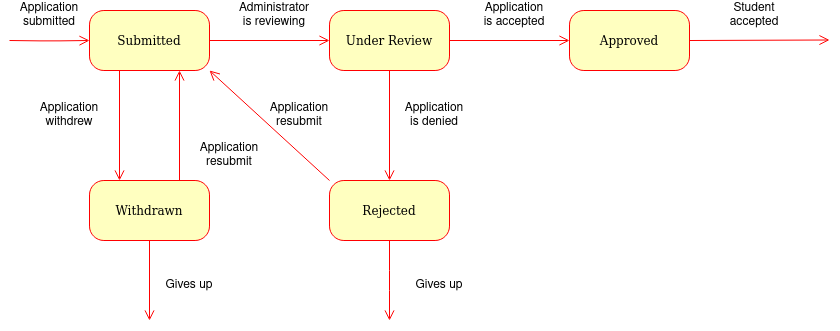 Application
submitted
Submitted
Administrator
is reviewing
Under Review
Application
is accepted
Approved
Student
accepted
Application
withdrew
Application
resubmit
Application
resubmit
Application
is denied
Withdrawn
Rejected
Gives up
Gives up